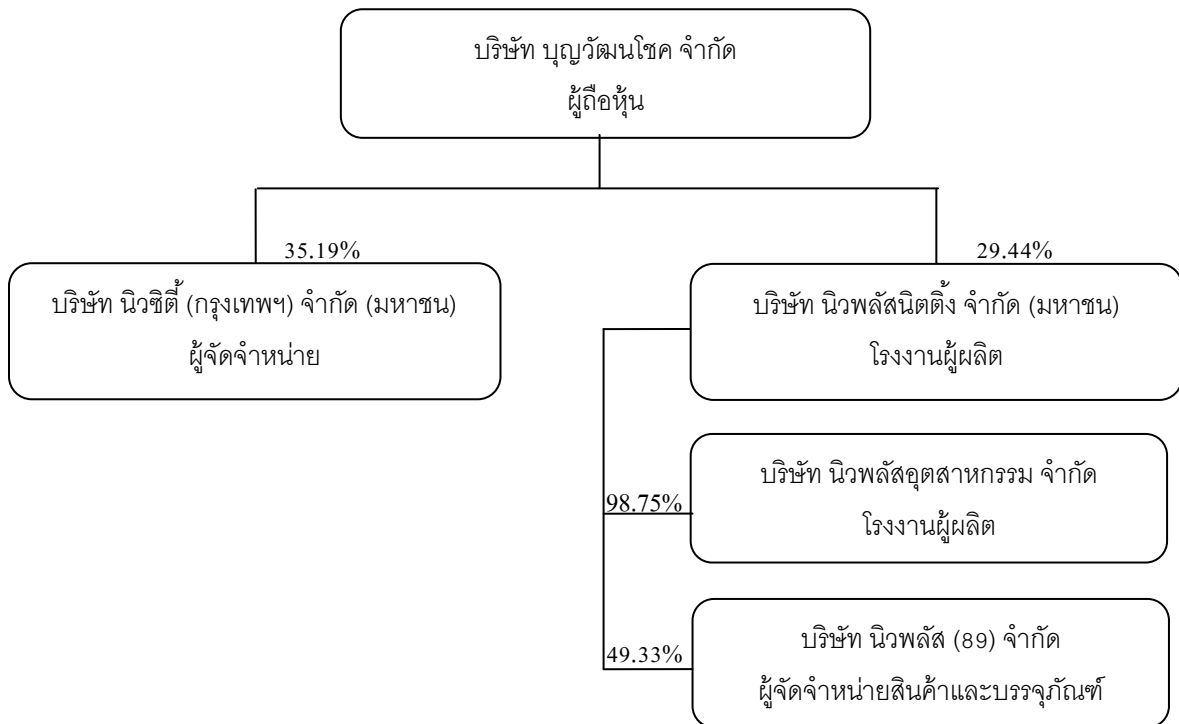 บริษัท บุญวัฒนโชค จำกัด
ผู้ถือหุ้น
35.19%
29.44%
บริษัท นิวซิตี้ (กรุงเทพฯ) จำกัด (มหาชน)
ผู้จัดจำหน่าย
บริษัท นิวพลัสนิตติ้ง จำกัด (มหาชน)
โรงงานผู้ผลิต
98.75%
บริษัท นิวพลัสอุตสาหกรรม จำกัด
โรงงานผู้ผลิต
49.33%
บริษัท นิวพลัส (89) จำกัด
ผู้จัดจำหน่ายสินค้าและบรรจุภัณฑ์